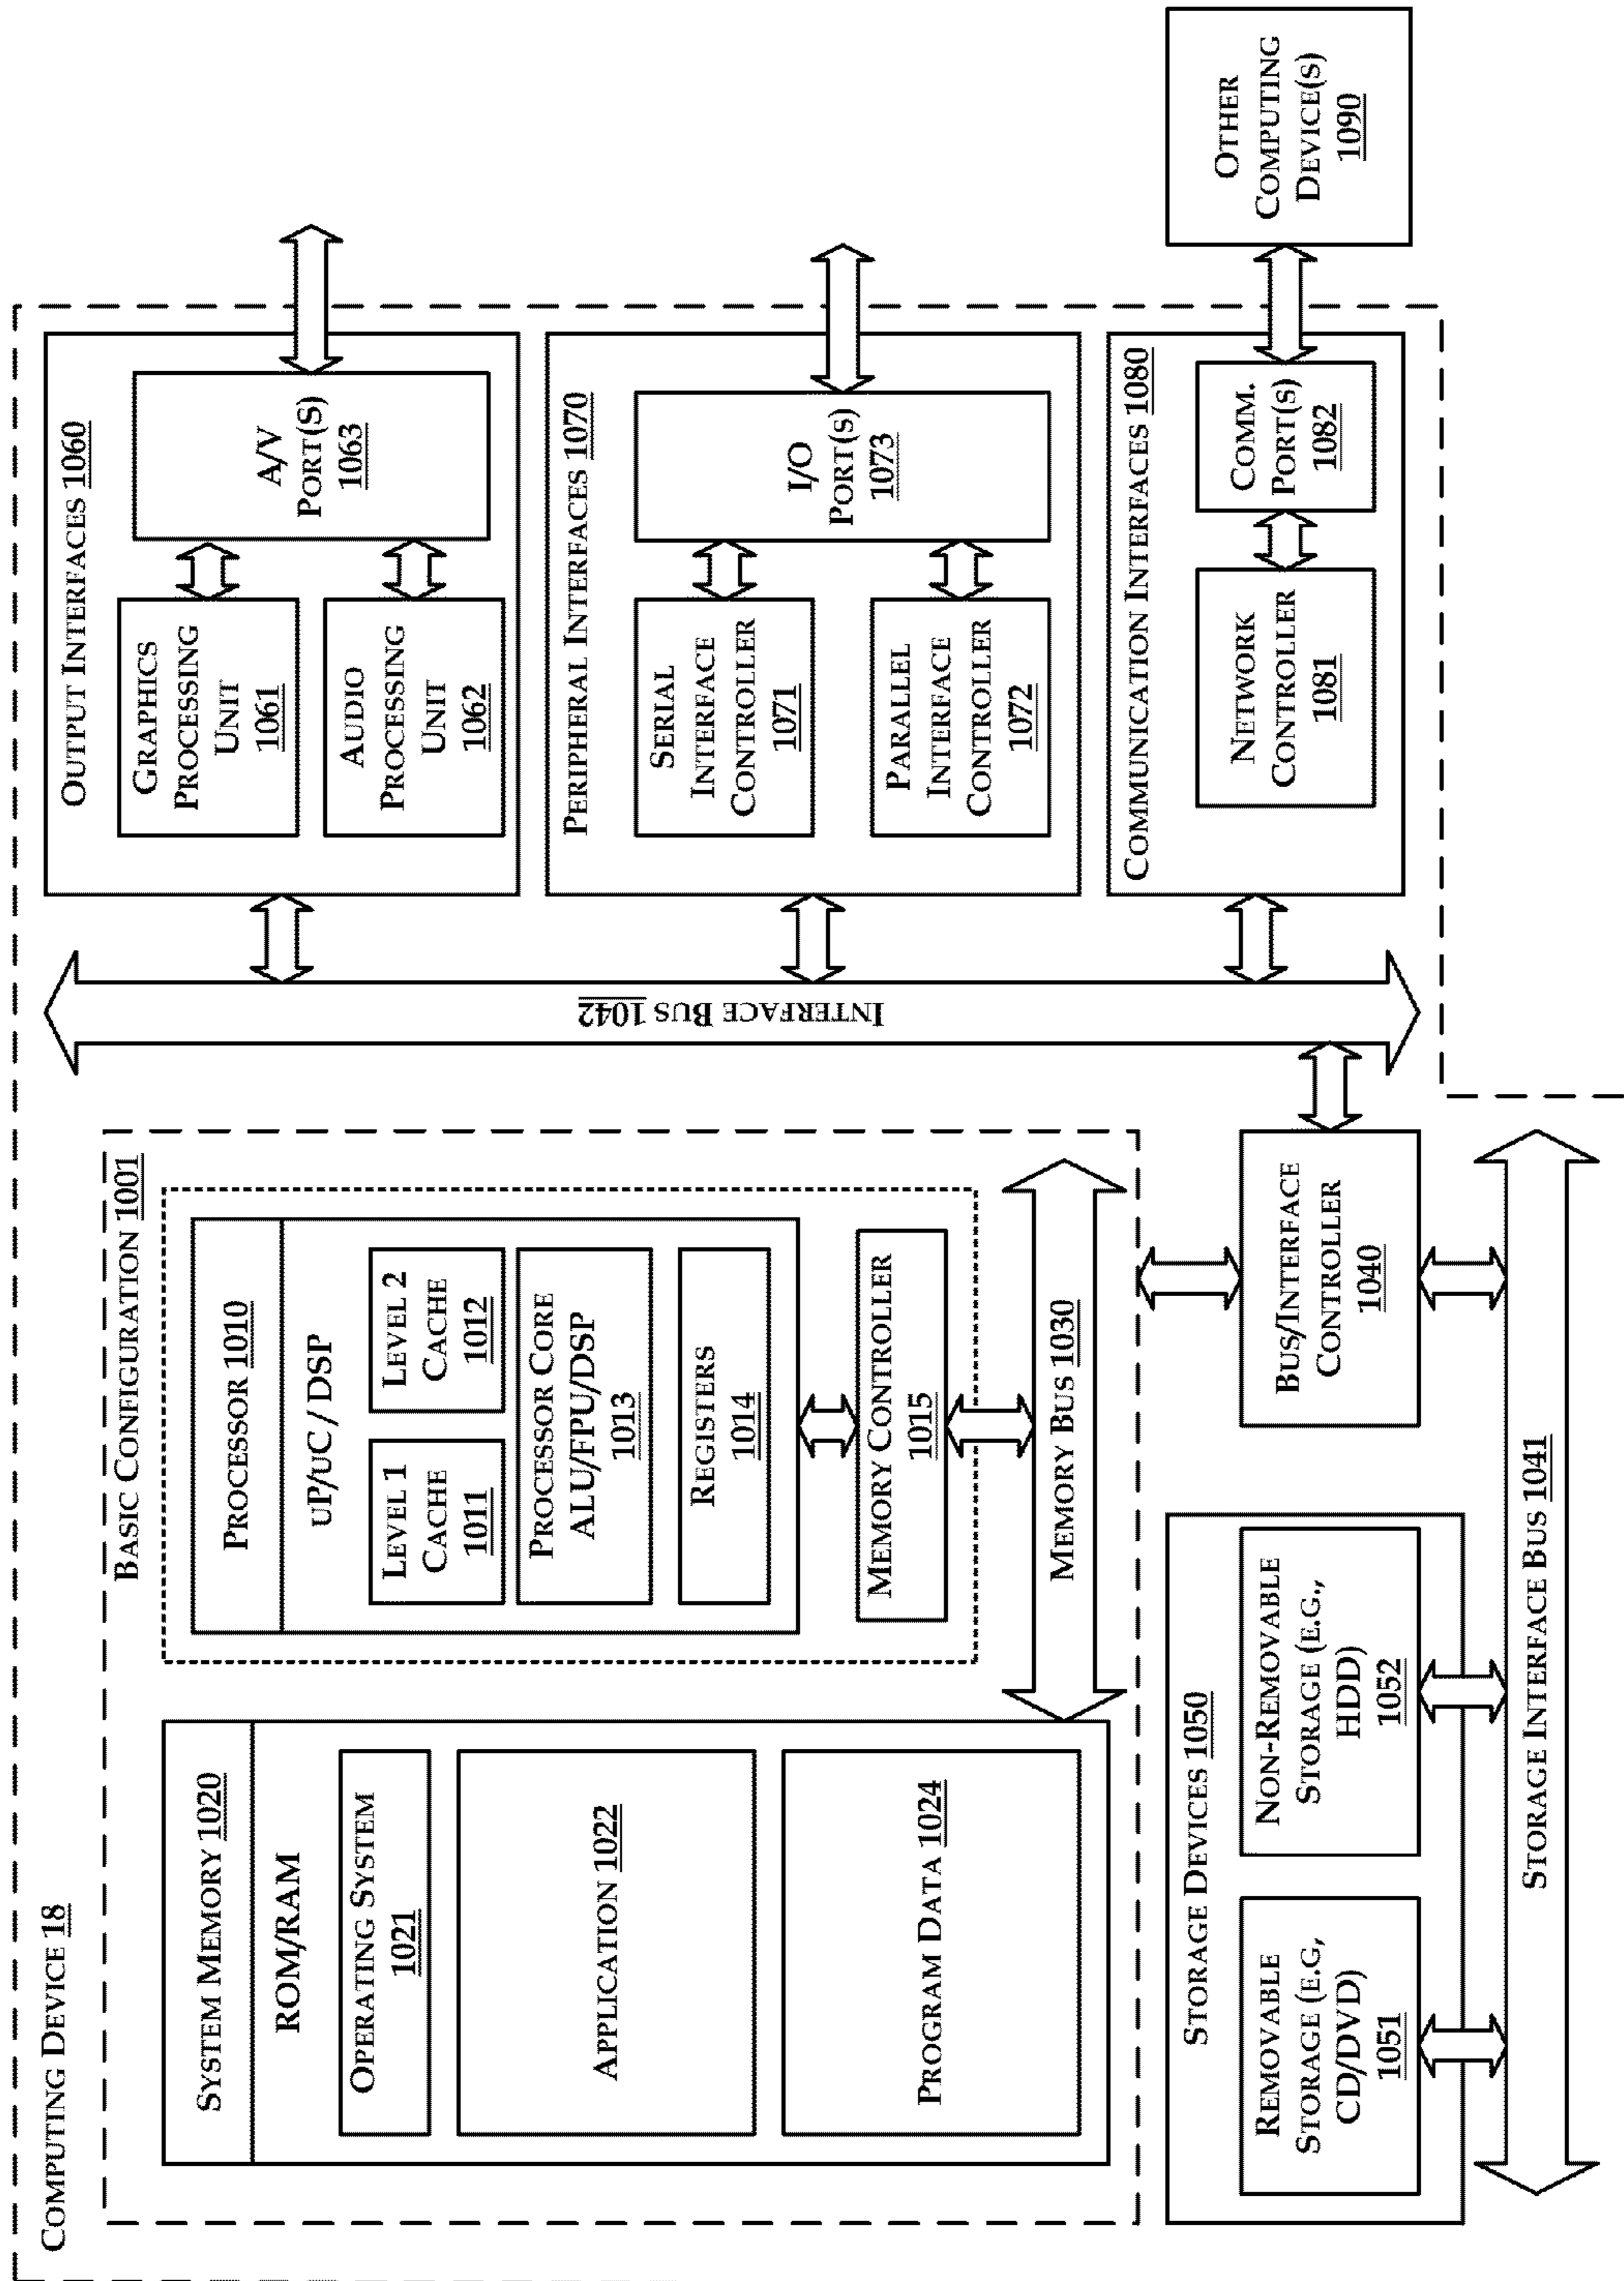 COMPUTING DEVICE 18
BASIC CONFIGURATION 1001
SYSTEM MEMORY 1020
ROM/RAM
OPERATING SYSTEM
1021
APPLICATION 1022
PROGRAM DATA 1024
PROCESSOR 1010
uP/uC / DSP
LEVEL 1
CACHE
1011
LEVEL 2
CACHE
1012
PROCESSOR CORE
ALU/FPU/DSP
1013
REGISTERS
1014
MEMORY CONTROLLER
1015
MEMORY BUS 1030
BUS/INTERFACE
CONTROLLER
1040
STORAGE DEVICES 1050
REMOVABLE
STORAGE (E.G,
CD/DVD)
1051
NON-REMOVABLE
STORAGE (E.G.,
HDD)
1052
STORAGE INTERFACE BUS 1041
INTERFACE BUS 1042
OUTPUT INTERFACES 1060
GRAPHICS
PROCESSING
UNIT
1061
AUDIO
PROCESSING
UNIT
1062
A/V
PORT(S)
1063
PERIPHERAL INTERFACES 1070
SERIAL
INTERFACE
CONTROLLER
1071
PARALLEL
INTERFACE
CONTROLLER
1072
I/O
PORT(S)
1073
COMMUNICATION INTERFACES 1080
NETWORK
CONTROLLER
1081
COMM.
PORT(S)
1082
OTHER
COMPUTING
DEVICE(S)
1090